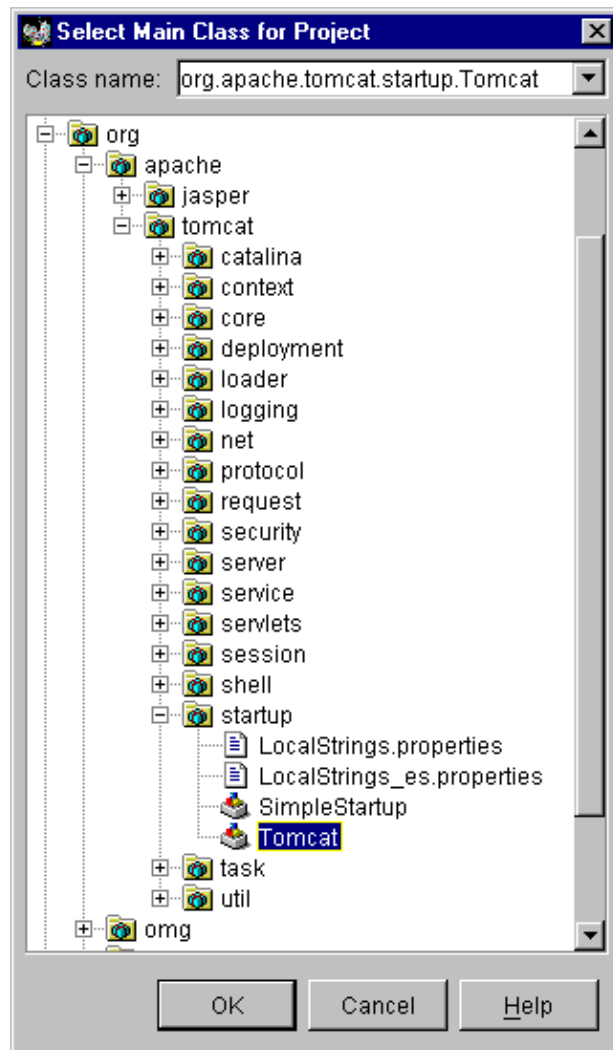 Select Main Class for Project
Class name: org.apache.tomcat.startup.Tomcat
org
apache
jasper
tomcat
catalina
context
core
deployment
loader
logging
net
protocol
request
security
server
service
servlets
session
shell
startup
LocalStrings.properties
LocalStrings_es.properties
SimpleStartup
Tomcat
task
util
omg
OK Cancel Help